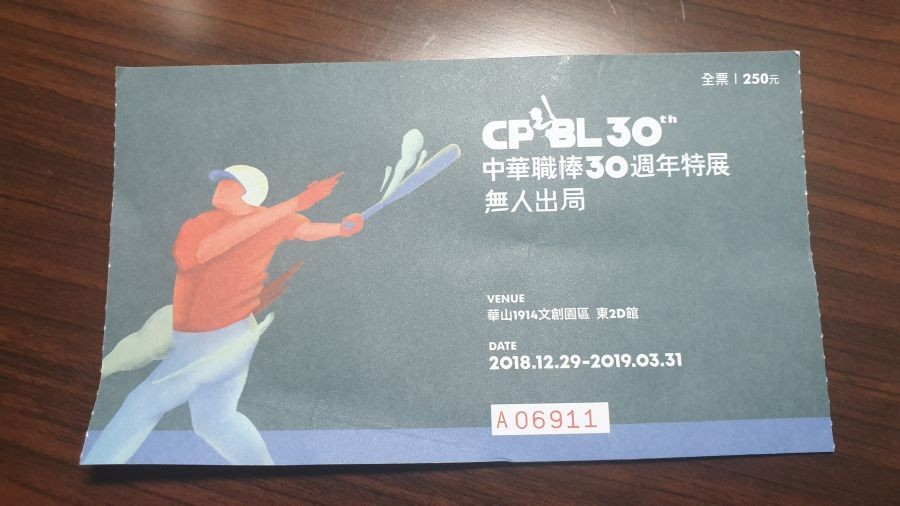 全票 | 250元
CPBL 30th
中華職棒30週年特展
無人出局
VENUE
華山1914文創園區 東2D館
DATE
2018.12.29-2019.03.31
A06911